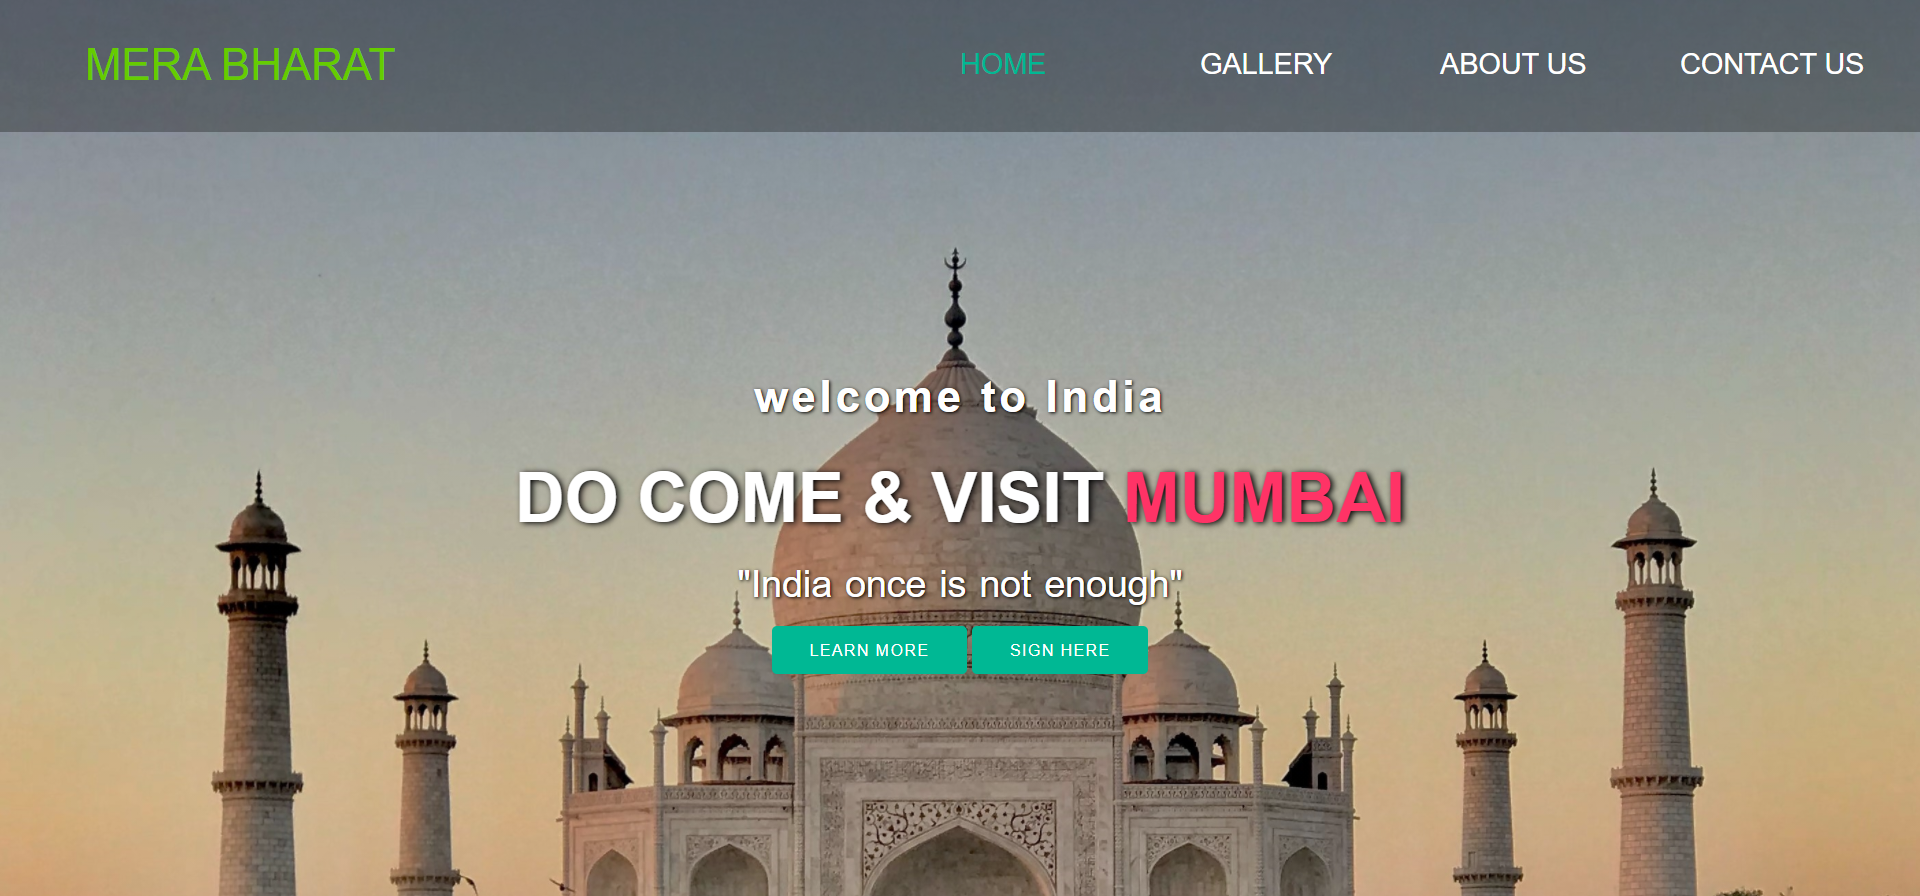 MERA BHARAT
HOME
GALLERY
ABOUT US
CONTACT US
welcome to India
DO COME & VISIT MUMBAI
"India once is not enough"
LEARN MORE
SIGN HERE